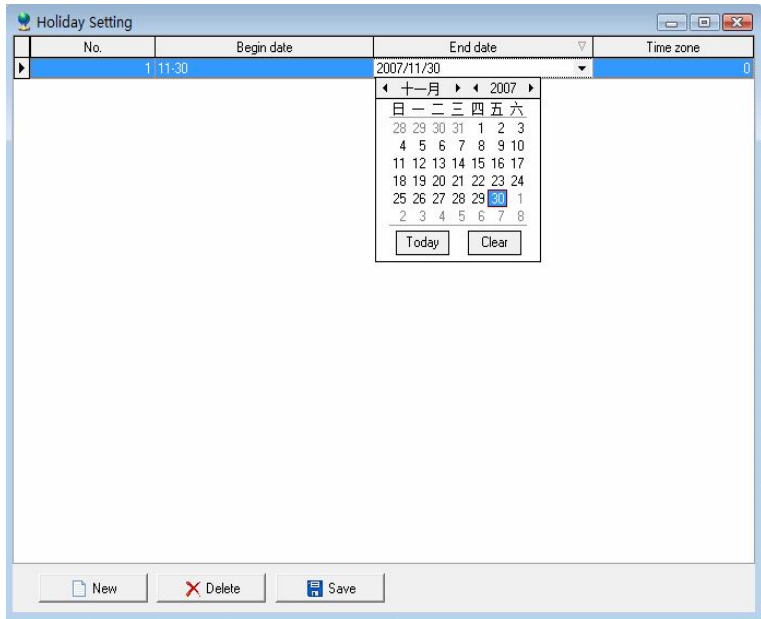 Holiday Setting
No. Begin date End date Time zone
1 11-30 2007/11/30 0
十一月 2007
日 一 二 三 四 五 六
28 29 30 31 1 2 3
4 5 6 7 8 9 10
11 12 13 14 15 16 17
18 19 20 21 22 23 24
25 26 27 28 29 30 1
2 3 4 5 6 7 8
Today Clear
New Delete Save